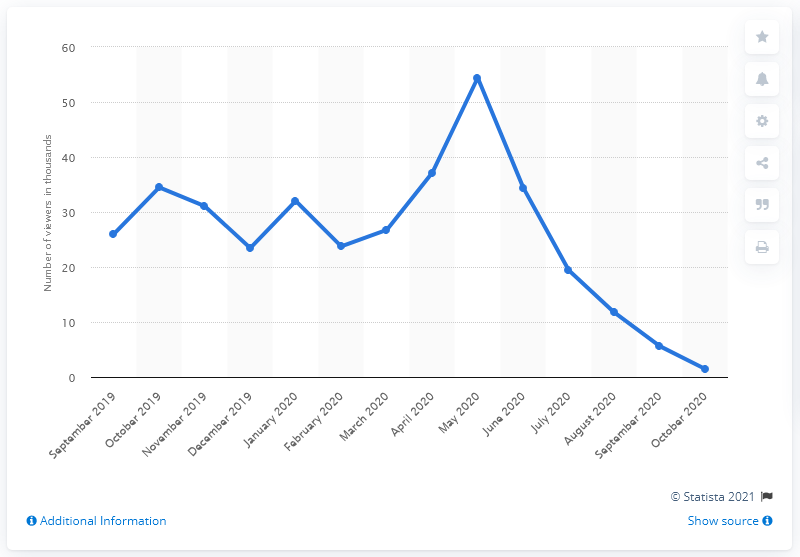 60
50
40
30
20
10
0
Number of viewers in thousands
September 2019
October 2019
November 2019
December 2019
January 2020
February 2020
March 2020
April 2020
May 2020
June 2020
July 2020
August 2020
September 2020
October 2020
© Statista 2021
Additional Information
Show source